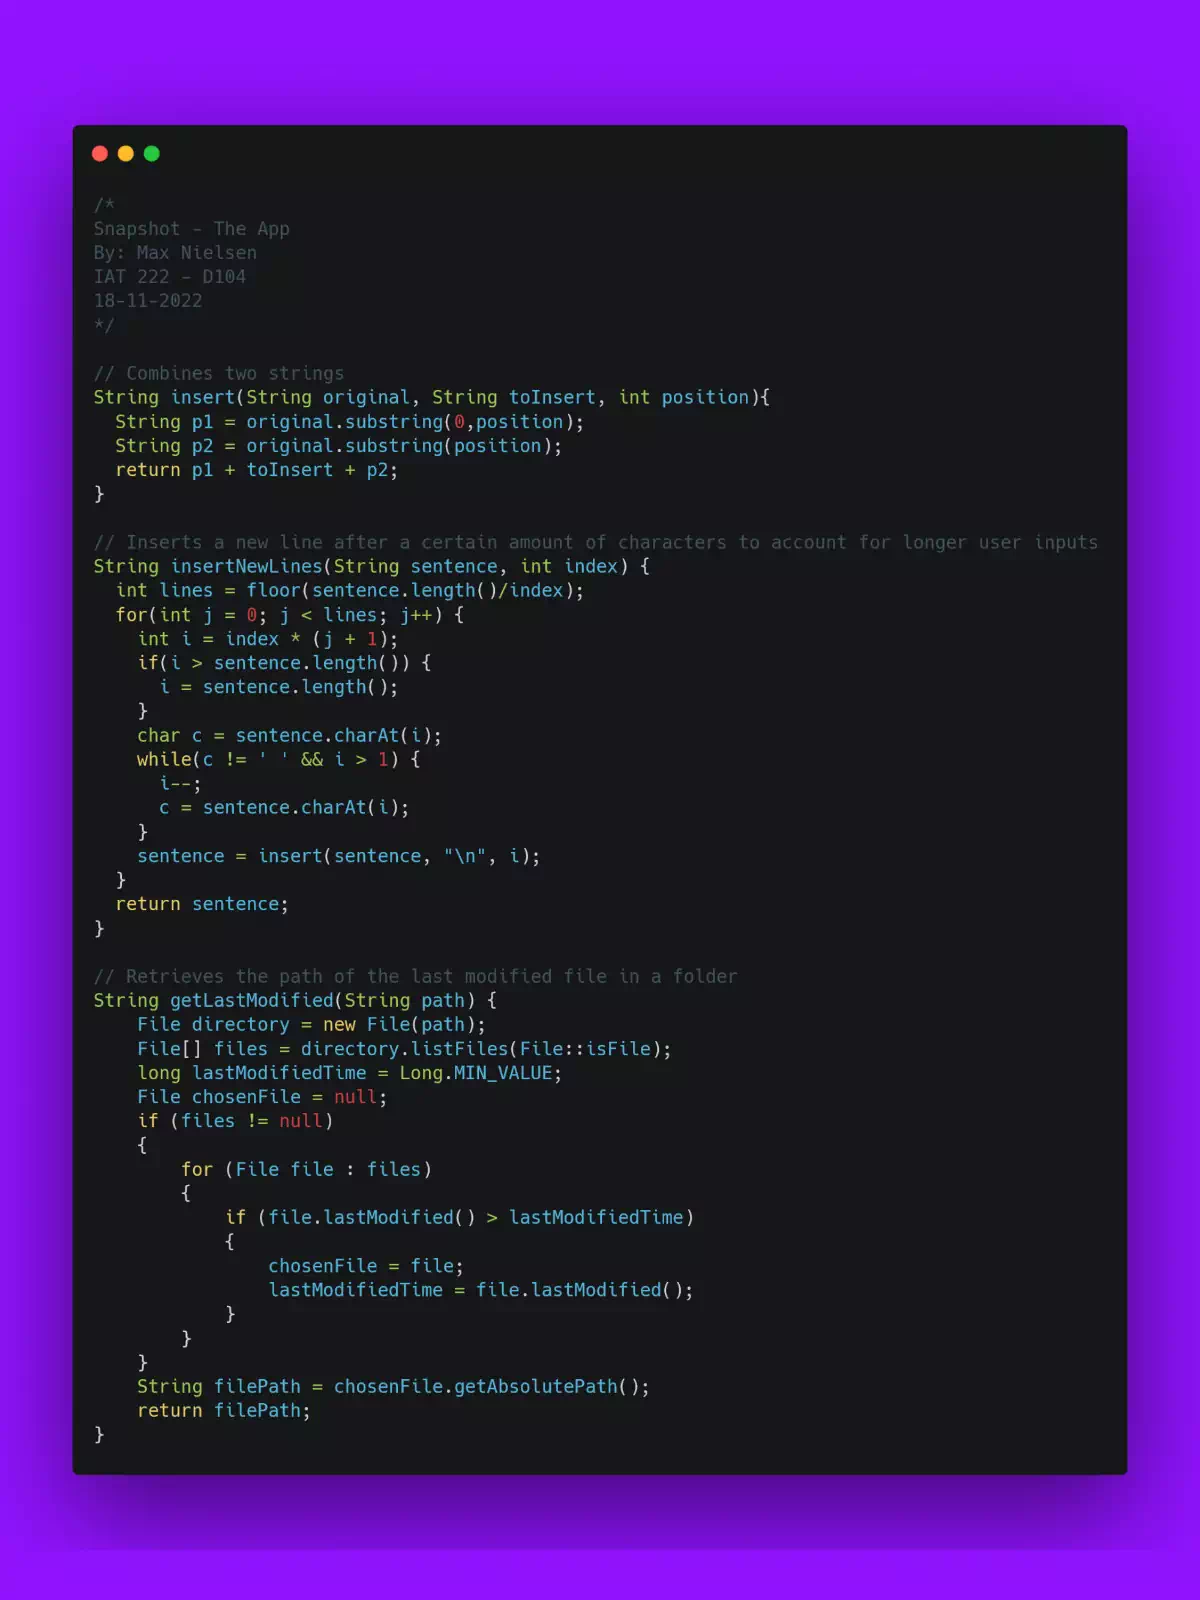 /*
Snapshot - The App
By: Max Nielsen
IAT 222 - D104
18-11-2022
*/

// Combines two strings
String insert(String original, String toInsert, int position){
  String p1 = original.substring(0,position);
  String p2 = original.substring(position);
  return p1 + toInsert + p2;
}

// Inserts a new line after a certain amount of characters to account for longer user inputs
String insertNewLines(String sentence, int index) {
  int lines = floor(sentence.length()/index);
  for(int j = 0; j < lines; j++) {
    int i = index * (j + 1);
    if(i > sentence.length()) {
      i = sentence.length();
    }
    char c = sentence.charAt(i);
    while(c != ' ' && i > 1) {
      i--;
      c = sentence.charAt(i);
    }
    sentence = insert(sentence, "\n", i);
  }
  return sentence;
}

// Retrieves the path of the last modified file in a folder
String getLastModified(String path) {
    File directory = new File(path);
    File[] files = directory.listFiles(File::isFile);
    long lastModifiedTime = Long.MIN_VALUE;
    File chosenFile = null;
    if (files != null)
    {
        for (File file : files)
        {
            if (file.lastModified() > lastModifiedTime)
            {
                chosenFile = file;
                lastModifiedTime = file.lastModified();
            }
        }
    }
    String filePath = chosenFile.getAbsolutePath();
    return filePath;
}